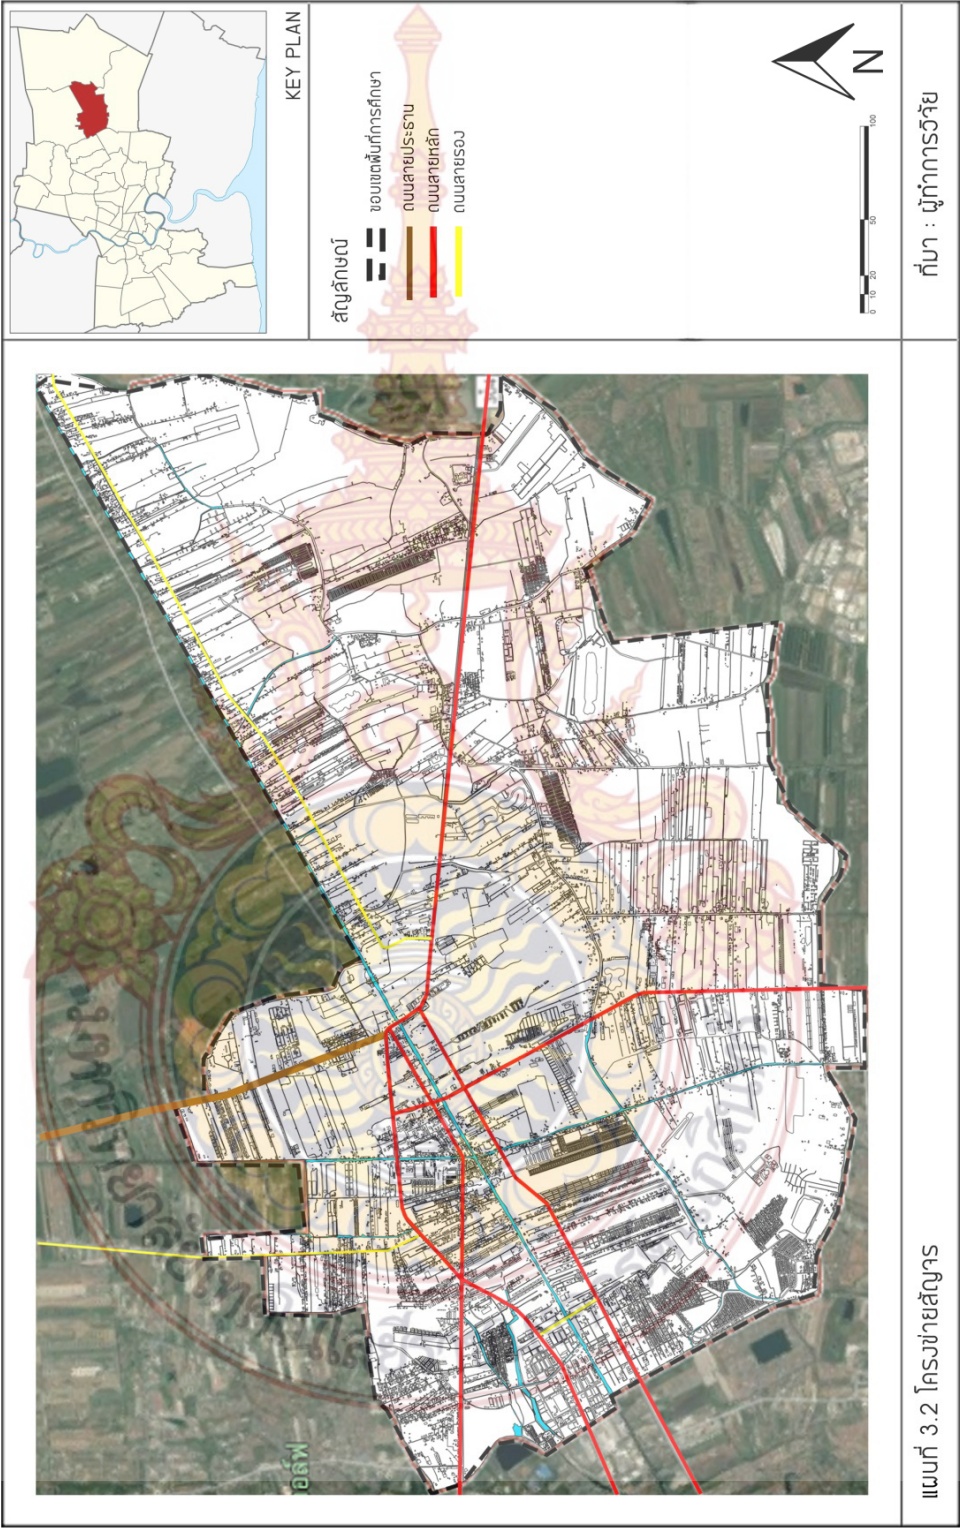 KEY PLAN
สัญลักษณ์
ขอบเขตพื้นที่การศึกษา
ถนนสายประธาน
ถนนสายหลัก
ถนนสายรอง
N
0 10 20 50 100
แผนที่ 3.2 โครงข่ายสัญจร
ที่มา : ผู้ทำการวิจัย